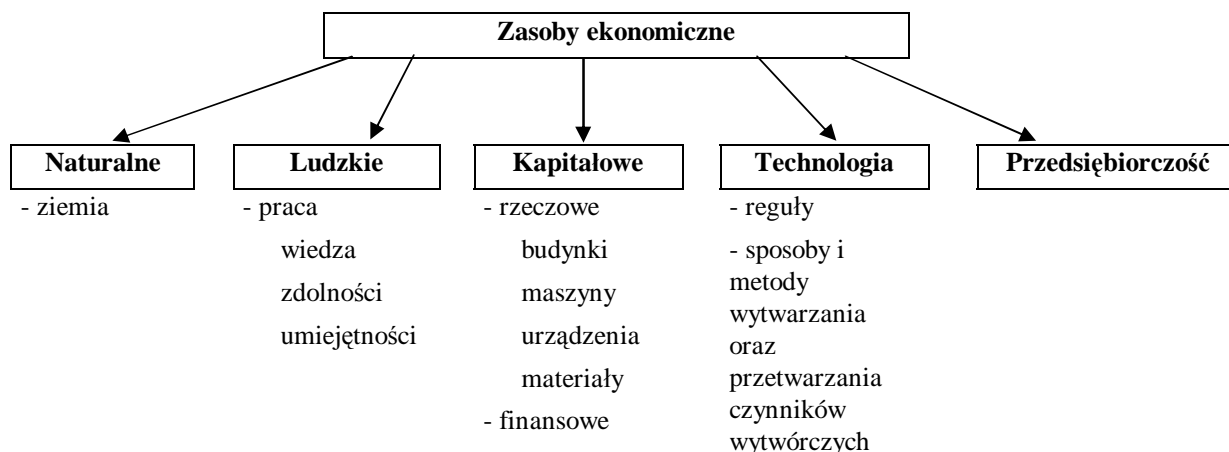 Zasoby ekonomiczne
Naturalne
- ziemia
Ludzkie
- praca
wiedza
zdolności
umiejętności
Kapitałowe
- rzeczowe
budynki
maszyny
urządzenia
materiały
- finansowe
Technologia
- reguły
- sposoby i
metody
wytwarzania
oraz
przetwarzania
czynników
wytwórczych
Przedsiębiorczość